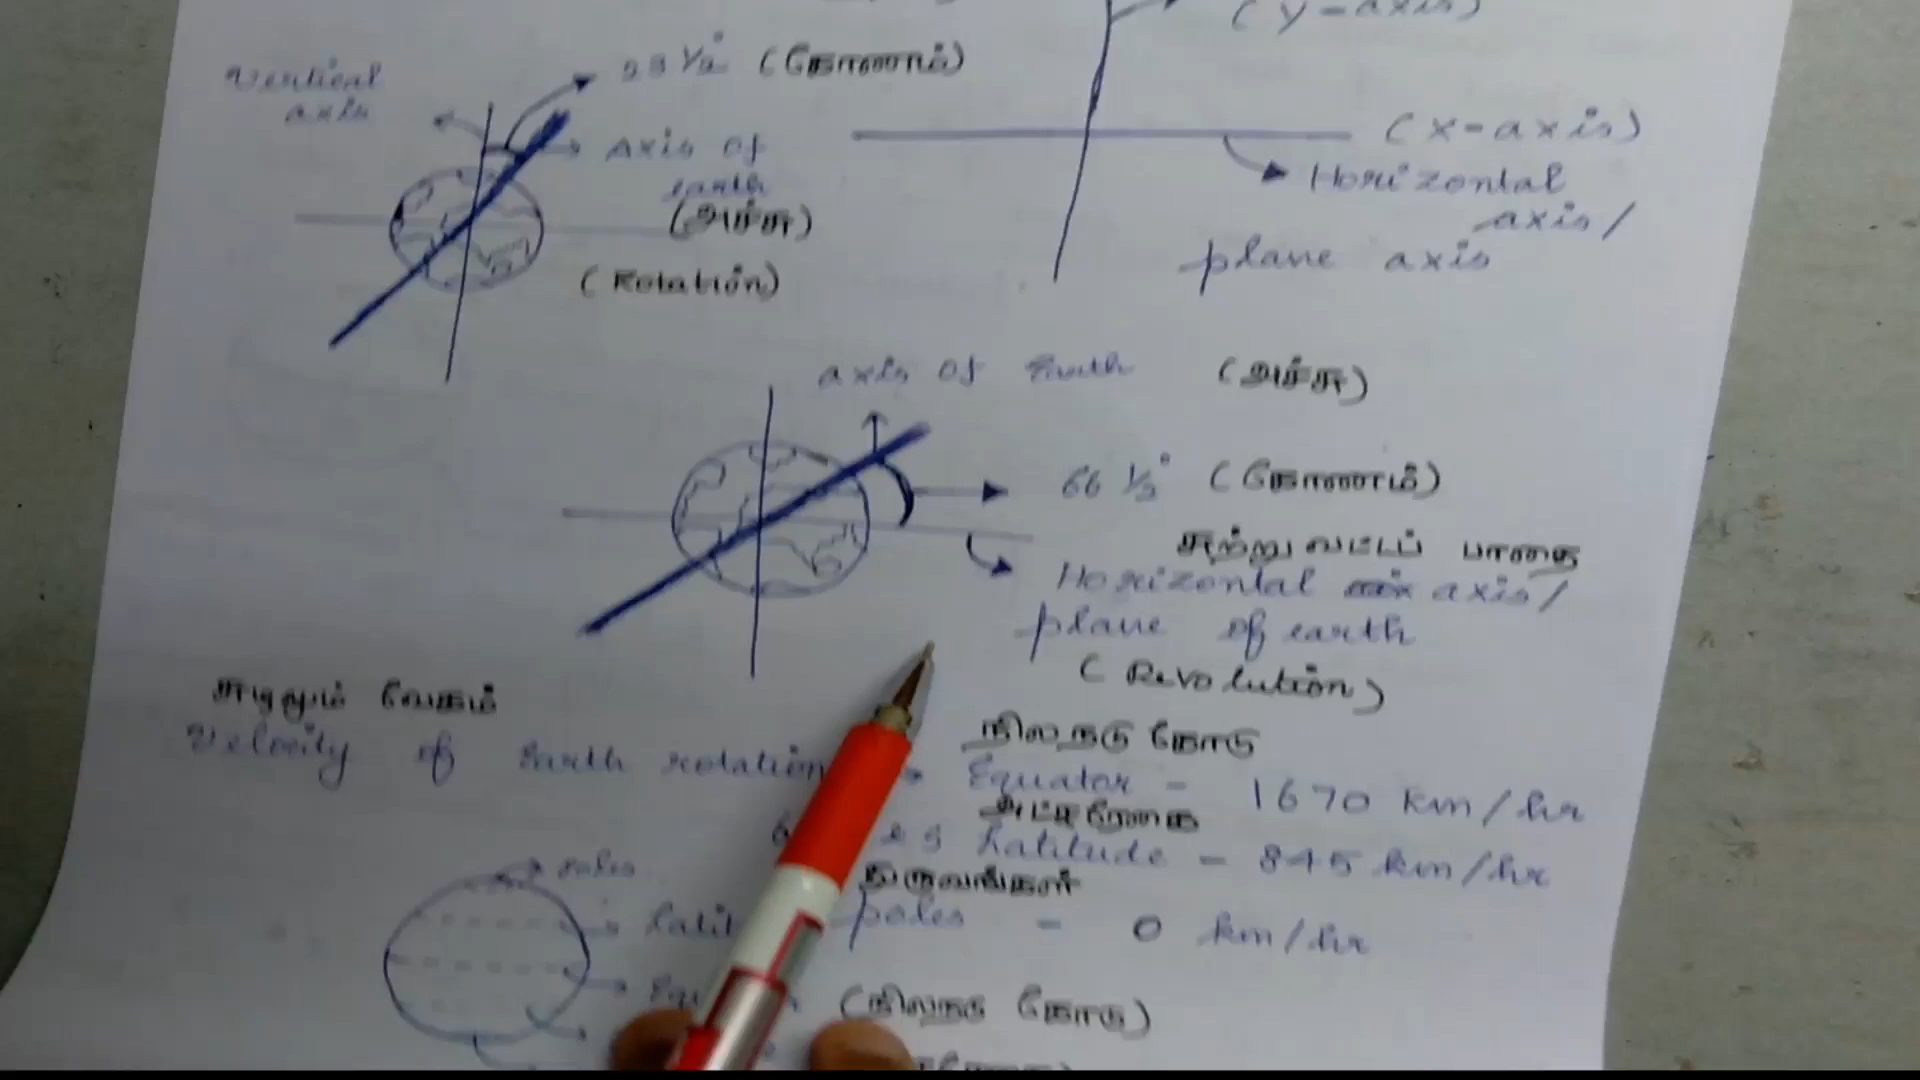 (y-axis)
Vertical
axis
23 1/2° (கோணம்)
Axis of
earth
(அச்சு)
(Rotation)
(x-axis)
Horizontal
axis/
plane axis
axis of Earth (அச்சு)
66 1/2° (கோணம்)
சுற்று வட்டப் பாதை
Horizontal axis/
plane of earth
(Revolution)
சுழலும் வேகம்
Velocity of Earth rotation
நிலநடு கோடு
Equator - 1670 km/hr
அட்சரேகை
Latitude - 845 km/hr
துருவங்கள்
poles - 0 km/hr
Poles
(நிலநடு கோடு)